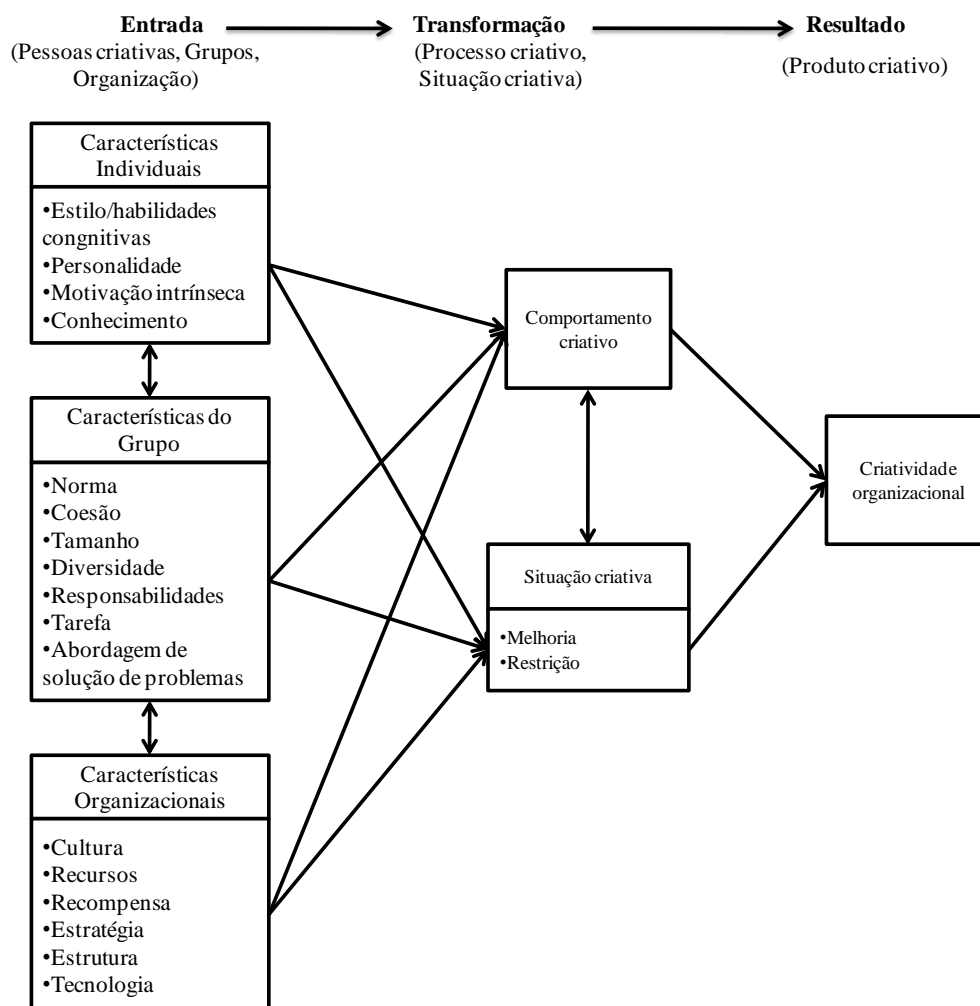 Entrada
(Pessoas criativas, Grupos,
Organização)
Transformação
(Processo criativo,
Situação criativa)
Resultado
(Produto criativo)
Características
Individuais
•Estilo/habilidades
congnitivas
•Personalidade
•Motivação intrínseca
•Conhecimento
Características do
Grupo
•Norma
•Coesão
•Tamanho
•Diversidade
•Responsabilidades
•Tarefa
•Abordagem de
solução de problemas
Características
Organizacionais
•Cultura
•Recursos
•Recompensa
•Estratégia
•Estrutura
•Tecnologia
Comportamento
criativo
Situação criativa
•Melhoria
•Restrição
Criatividade
organizacional